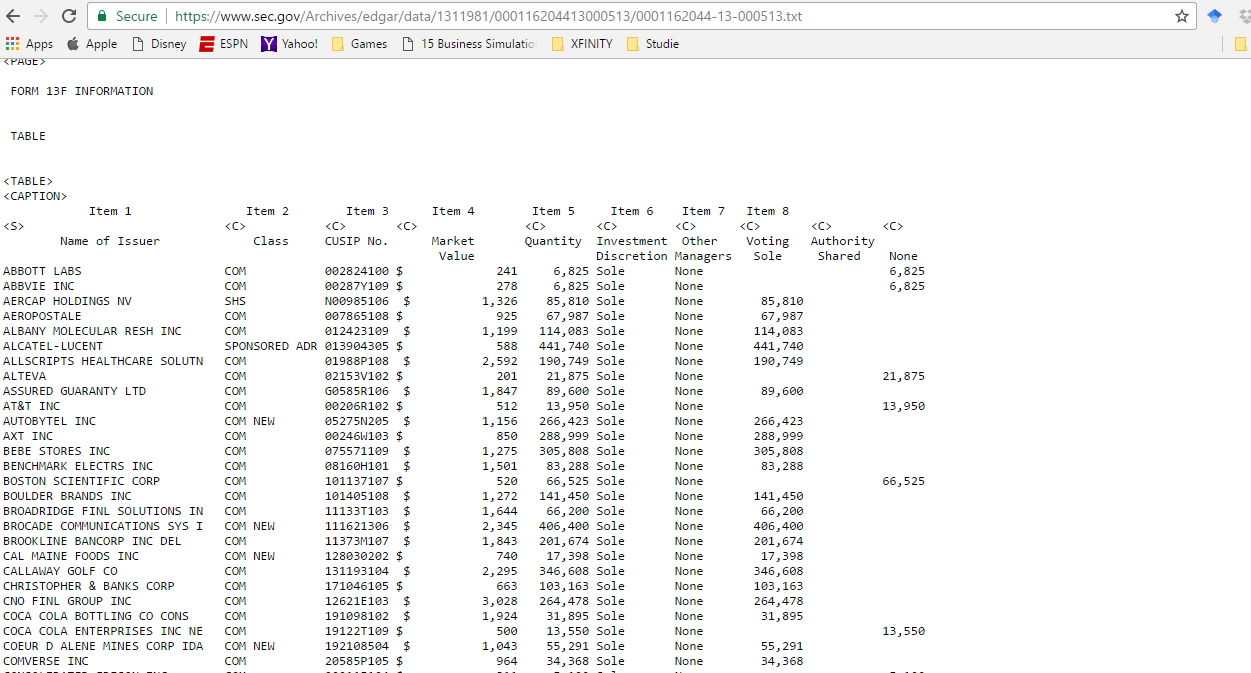 Secure https://www.sec.gov/Archives/edgar/data/1311981/000116204413000513/0001162044-13-000513.txt
Apps Apple Disney ESPN Yahoo! Games 15 Business Simulatio XFINITY Studie
<PAGE>
FORM 13F INFORMATION
TABLE
<TABLE>
<CAPTION>
Item 1 Item 2 Item 3 Item 4 Item 5 Item 6 Item 7 Item 8
<S> <C> <C> <C> <C> <C> <C> <C> <C> <C>
Name of Issuer Class CUSIP No. Market Quantity Investment Other Voting Authority
Value Discretion Managers Sole Shared None
ABBOTT LABS COM 002824100 $ 241 6,825 Sole None 6,825
ABBVIE INC COM 00287Y109 $ 278 6,825 Sole None 6,825
AERCAP HOLDINGS NV SHS N00985106 $ 1,326 85,810 Sole None 85,810
AEROPOSTALE COM 007865108 $ 925 67,987 Sole None 67,987
ALBANY MOLECULAR RESH INC COM 012423109 $ 1,199 114,083 Sole None 114,083
ALCATEL-LUCENT SPONSORED ADR 013904305 $ 588 441,740 Sole None 441,740
ALLSCRIPTS HEALTHCARE SOLUTN COM 01988P108 $ 2,592 190,749 Sole None 190,749
ALTEVA COM 02153V102 $ 201 21,875 Sole None 21,875
ASSURED GUARANTY LTD COM G0585R106 $ 1,847 89,600 Sole None 89,600
AT&T INC COM 00206R102 $ 512 13,950 Sole None 13,950
AUTOBYTEL INC COM NEW 05275N205 $ 1,156 266,423 Sole None 266,423
AXT INC COM 00246W103 $ 850 288,999 Sole None 288,999
BEBE STORES INC COM 075571109 $ 1,275 305,808 Sole None 305,808
BENCHMARK ELECTRS INC COM 08160H101 $ 1,501 83,288 Sole None 83,288
BOSTON SCIENTIFIC CORP COM 101137107 $ 520 66,525 Sole None 66,525
BOULDER BRANDS INC COM 101405108 $ 1,272 141,450 Sole None 141,450
BROADRIDGE FINL SOLUTIONS IN COM 11133T103 $ 1,644 66,200 Sole None 66,200
BROCADE COMMUNICATIONS SYS I COM NEW 111621306 $ 2,345 406,400 Sole None 406,400
BROOKLINE BANCORP INC DEL COM 11373M107 $ 1,843 201,674 Sole None 201,674
CAL MAINE FOODS INC COM NEW 128030202 $ 740 17,398 Sole None 17,398
CALLAWAY GOLF CO COM 131193104 $ 2,295 346,608 Sole None 346,608
CHRISTOPHER & BANKS CORP COM 171046105 $ 663 103,163 Sole None 103,163
CNO FINL GROUP INC COM 12621E103 $ 3,028 264,478 Sole None 264,478
COCA COLA BOTTLING CO CONS COM 191098102 $ 1,924 31,895 Sole None 31,895
COCA COLA ENTERPRISES INC NE COM 19122T109 $ 500 13,550 Sole None 13,550
COEUR D ALENE MINES CORP IDA COM NEW 192108504 $ 1,043 55,291 Sole None 55,291
COMVERSE INC COM 20585P105 $ 964 34,368 Sole None 34,368